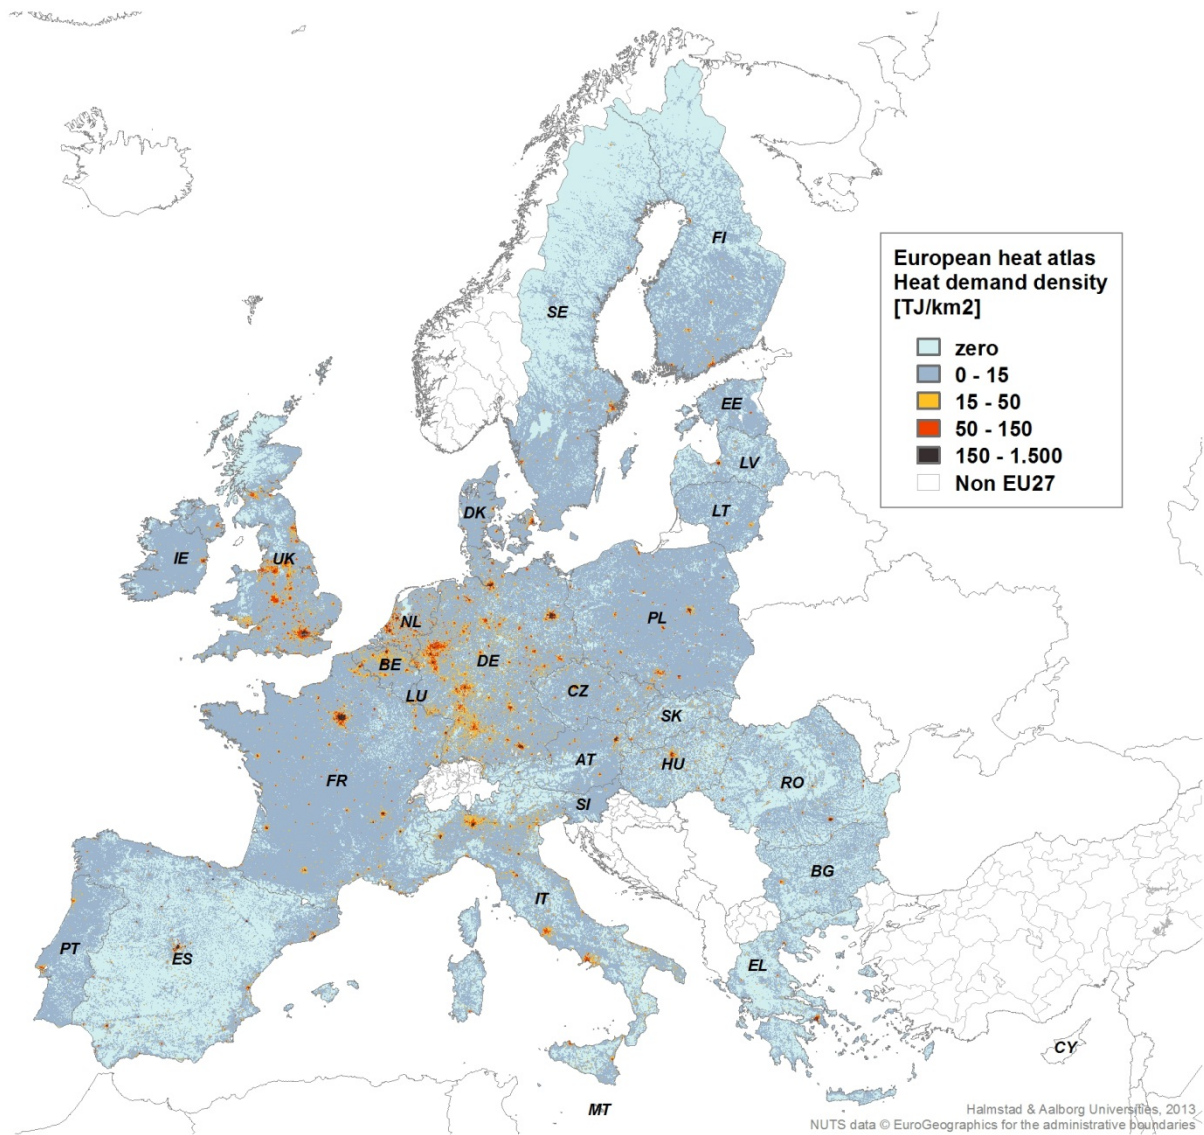 European heat atlas
Heat demand density
[TJ/km2]
zero
0 - 15
15 - 50
50 - 150
150 - 1.500
Non EU27
FI
SE
EE
LV
LT
DK
IE
UK
NL
PL
BE
DE
LU
CZ
SK
AT
HU
FR
RO
SI
BG
IT
PT
ES
EL
CY
MT
Halmstad & Aalborg Universities, 2013
NUTS data © EuroGeographics for the administrative boundaries